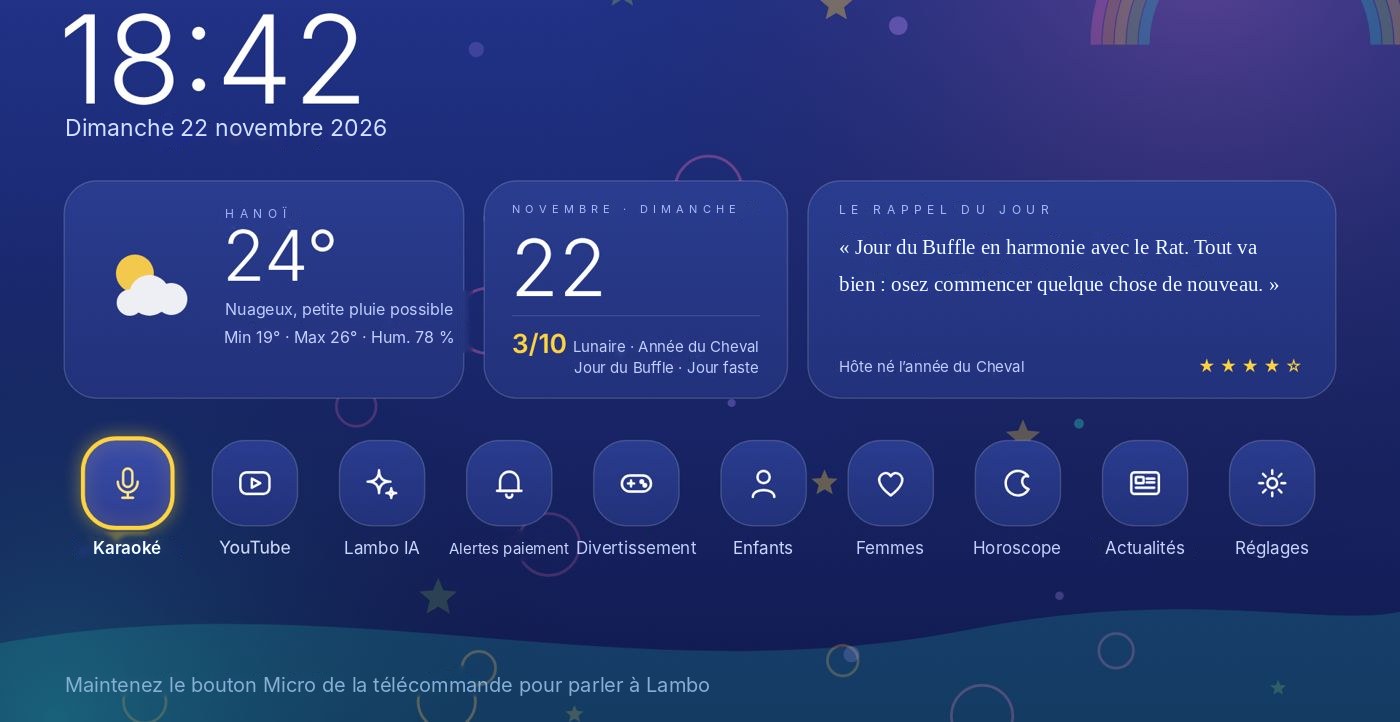 18:42
Dimanche 22 novembre 2026
HANOÏ
24°
Nuageux, petite pluie possible
Min 19° · Max 26° · Hum. 78 %
NOVEMBRE · DIMANCHE
22
3/10 Lunaire · Année du Cheval
Jour du Buffle · Jour faste
LE RAPPEL DU JOUR
« Jour du Buffle en harmonie avec le Rat. Tout va
bien : osez commencer quelque chose de nouveau. »
Hôte né l’année du Cheval ★★★★☆
Karaoké YouTube Lambo IA Alertes paiement Divertissement Enfants Femmes Horoscope Actualités Réglages
Maintenez le bouton Micro de la télécommande pour parler à Lambo